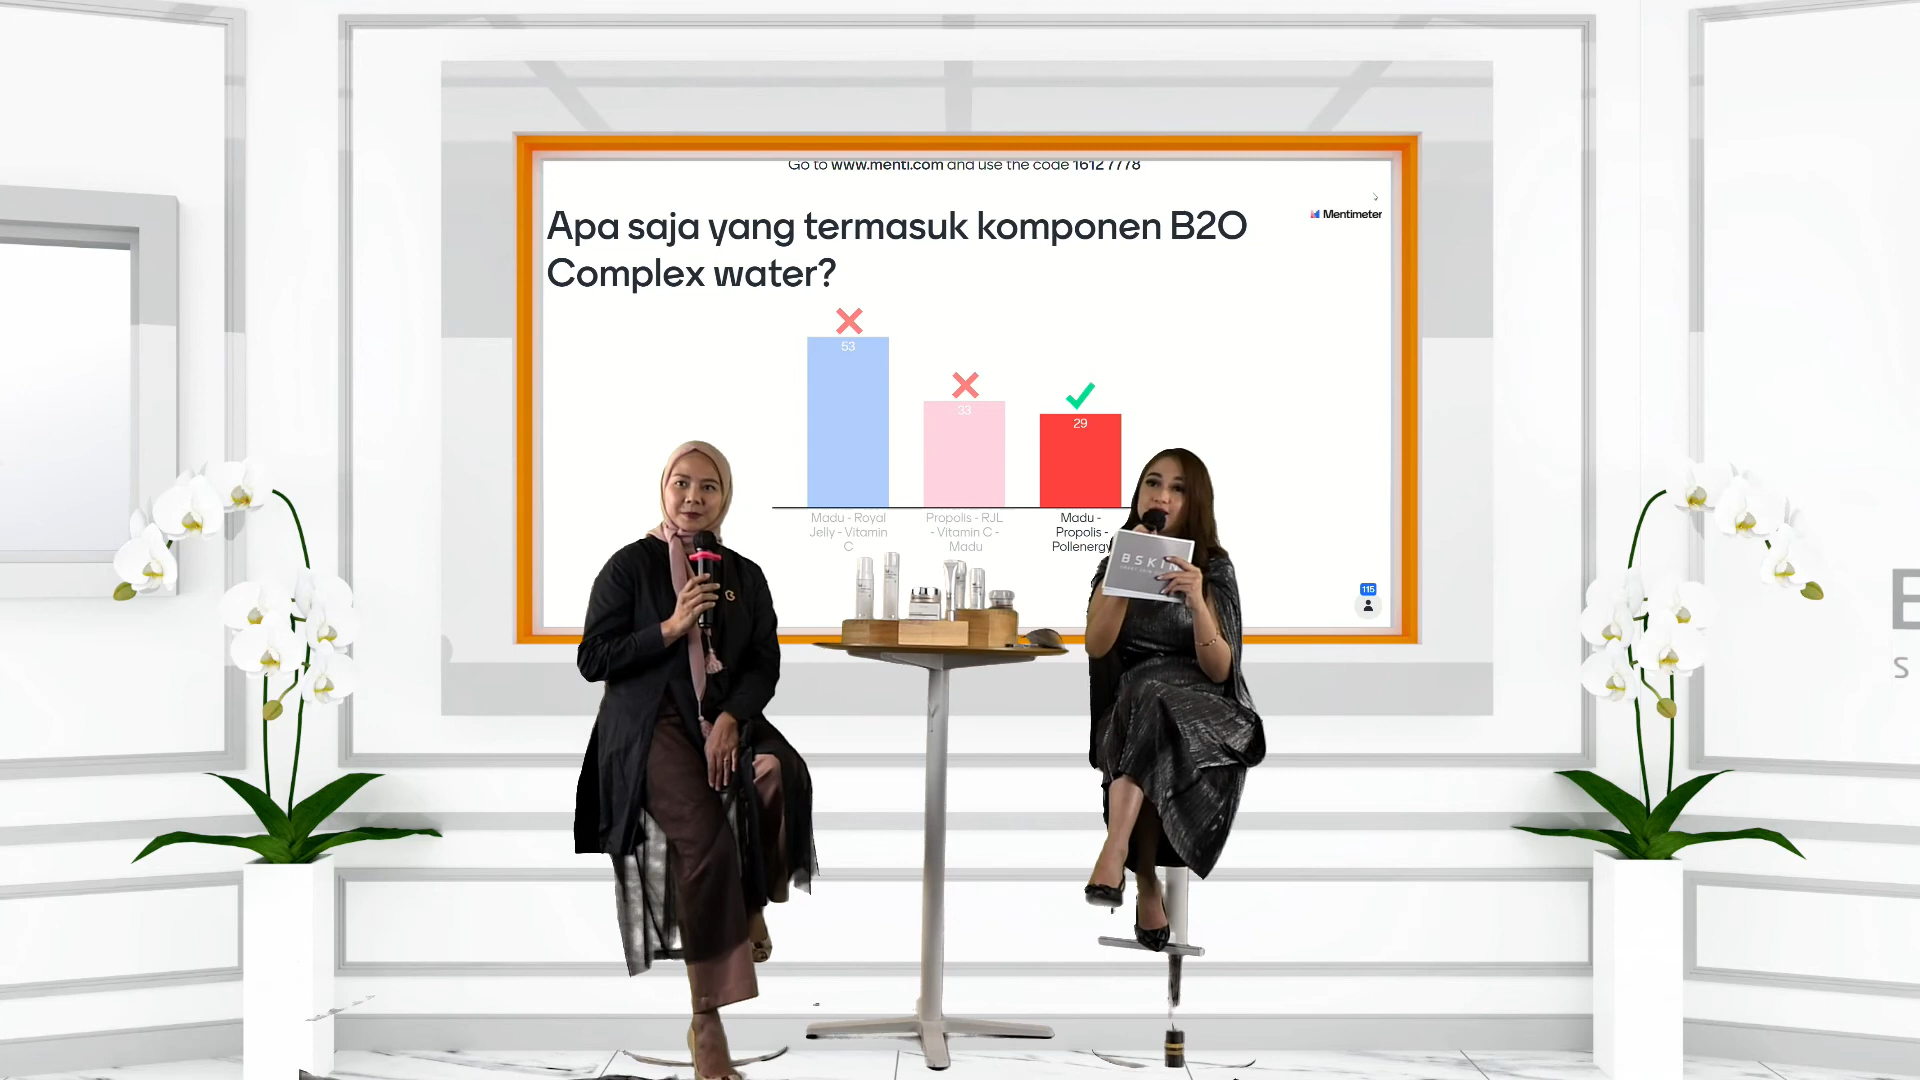 Go to www.menti.com and use the code 1612 7778
Mentimeter
Apa saja yang termasuk komponen B2O
Complex water?
53
33
29
Madu - Royal
Jelly - Vitamin
C
Propolis - RJL
- Vitamin C -
Madu
Madu -
Propolis -
Pollenergy
BSKIN
115
B
S